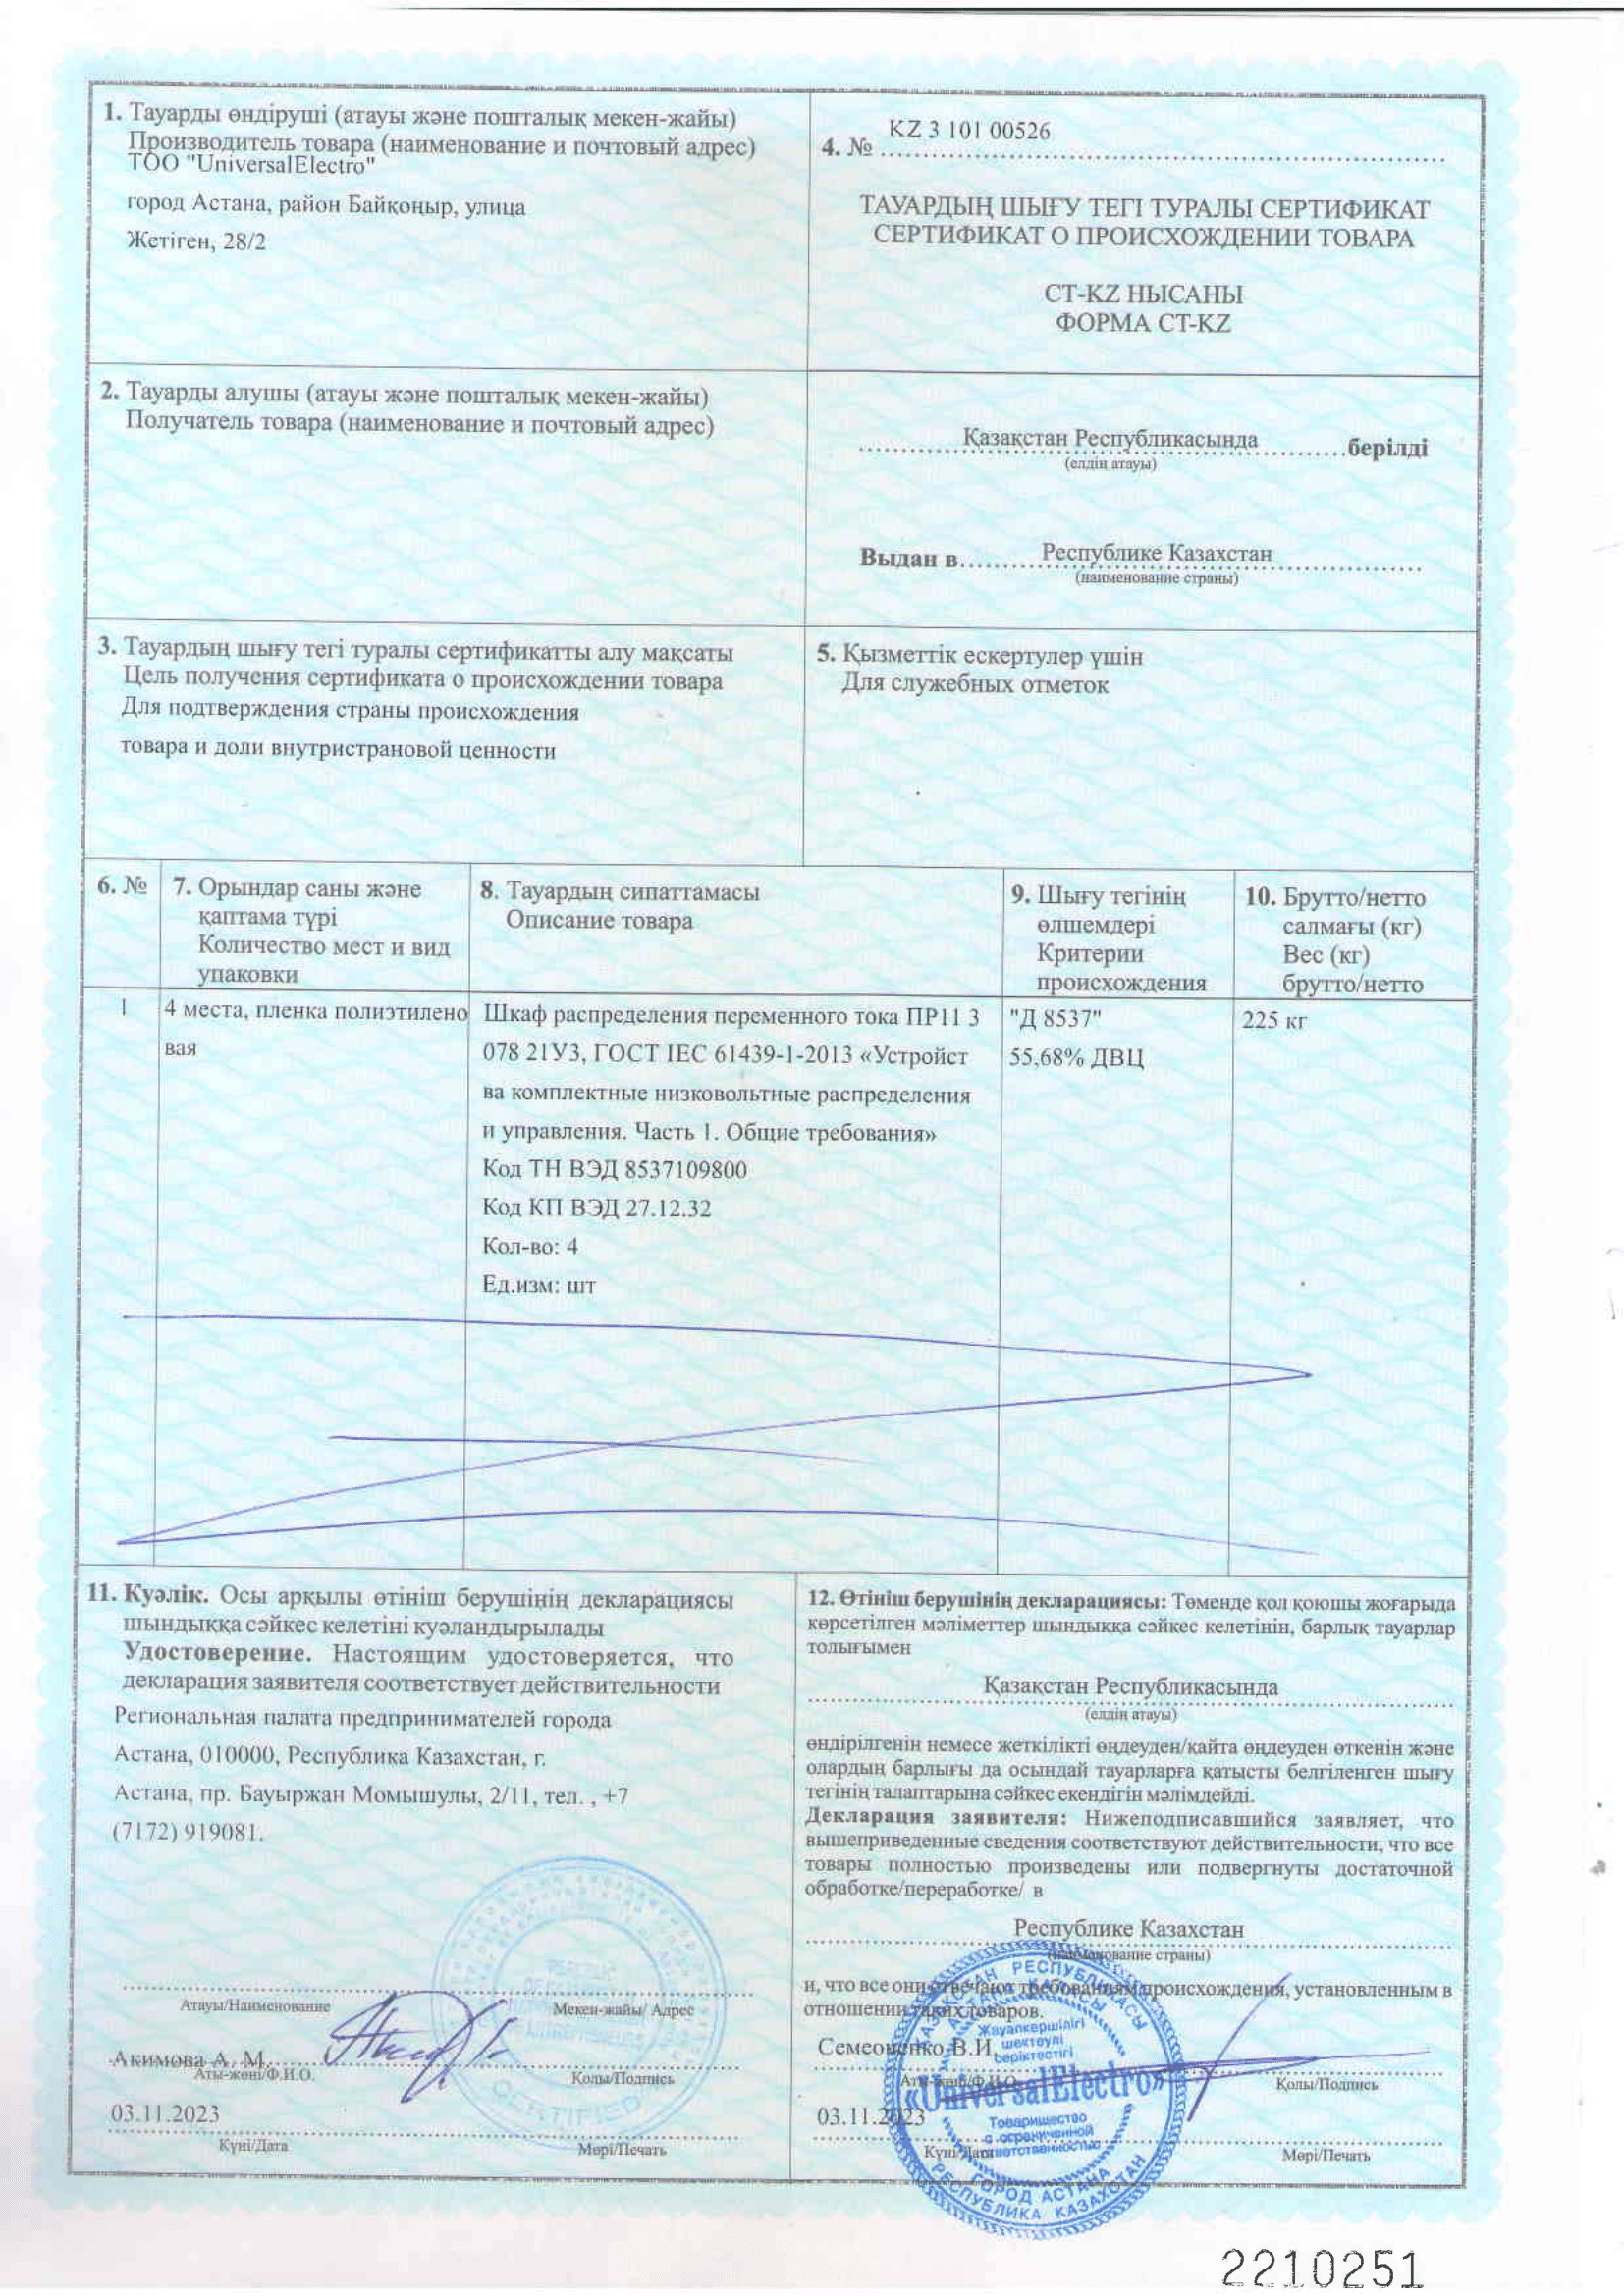 1. Тауарды өндіруші (атауы және пошталық мекен-жайы)
Производитель товара (наименование и почтовый адрес)
ТОО "UniversalElectro"
город Астана, район Байқоңыр, улица
Жетіген, 28/2
4. № KZ 3 101 00526
ТАУАРДЫҢ ШЫҒУ ТЕГІ ТУРАЛЫ СЕРТИФИКАТ
СЕРТИФИКАТ О ПРОИСХОЖДЕНИИ ТОВАРА
СТ-KZ НЫСАНЫ
ФОРМА СТ-KZ
2. Тауарды алушы (атауы және пошталық мекен-жайы)
Получатель товара (наименование и почтовый адрес)
Қазақстан Республикасында берілді
(елдің атауы)
Выдан в Республике Казахстан
(наименование страны)
3. Тауардың шығу тегі туралы сертификатты алу мақсаты
Цель получения сертификата о происхождении товара
Для подтверждения страны происхождения
товара и доли внутристрановой ценности
5. Қызметтік ескертулер үшін
Для служебных отметок
6. №
7. Орындар саны және
қаптама түрі
Количество мест и вид
упаковки
8. Тауардың сипаттамасы
Описание товара
9. Шығу тегінің
өлшемдері
Критерии
происхождения
10. Брутто/нетто
салмағы (кг)
Вес (кг)
брутто/нетто
1
4 места, пленка полиэтилено
вая
Шкаф распределения переменного тока ПР11 3
078 21У3, ГОСТ IEC 61439-1-2013 «Устройст
ва комплектные низковольтные распределения
и управления. Часть 1. Общие требования»
Код ТН ВЭД 8537109800
Код КП ВЭД 27.12.32
Кол-во: 4
Ед.изм: шт
"Д 8537"
55,68% ДВЦ
225 кг
11. Куәлік. Осы арқылы өтініш берушінің декларациясы
шындыққа сәйкес келетіні куәландырылады
Удостоверение. Настоящим удостоверяется, что
декларация заявителя соответствует действительности
Региональная палата предпринимателей города
Астана, 010000, Республика Казахстан, г.
Астана, пр. Бауыржан Момышулы, 2/11, тел. , +7
(7172) 919081.
Атауы/Наименование
Мекен-жайы/ Адрес
Акимова А. М.
Аты-жөні/Ф.И.О.
Қолы/Подпись
03.11.2023
Күні/Дата
Мөрі/Печать
CERTIFIED
12. Өтініш берушінің декларациясы: Төменде қол қоюшы жоғарыда
көрсетілген мәліметтер шындыққа сәйкес келетінін, барлық тауарлар
толығымен
Қазақстан Республикасында
(елдің атауы)
өндірілгенін немесе жеткілікті өңдеуден/қайта өңдеуден өткенін және
олардың барлығы да осындай тауарларға қатысты белгіленген шығу
тегінің талаптарына сәйкес екендігін мәлімдейді.
Декларация заявителя: Нижеподписавшийся заявляет, что
вышеприведенные сведения соответствуют действительности, что все
товары полностью произведены или подвергнуты достаточной
обработке/переработке/ в
Республике Казахстан
(наименование страны)
и, что все они отвечают требованиям происхождения, установленным в
отношении таких товаров.
Семеоненко В.И.
Аты-жөні/Ф.И.О.
Қолы/Подпись
03.11.2023
Күні/Дата
Мөрі/Печать
ҚАЗАҚСТАН РЕСПУБЛИКАСЫ
АСТАНА ҚАЛАСЫ
Жауапкершілігі
шектеулі
серіктестігі
«UniversalElectro»
Товарищество
с ограниченной
ответственностью
ГОРОД АСТАНА
РЕСПУБЛИКА КАЗАХСТАН
2210251